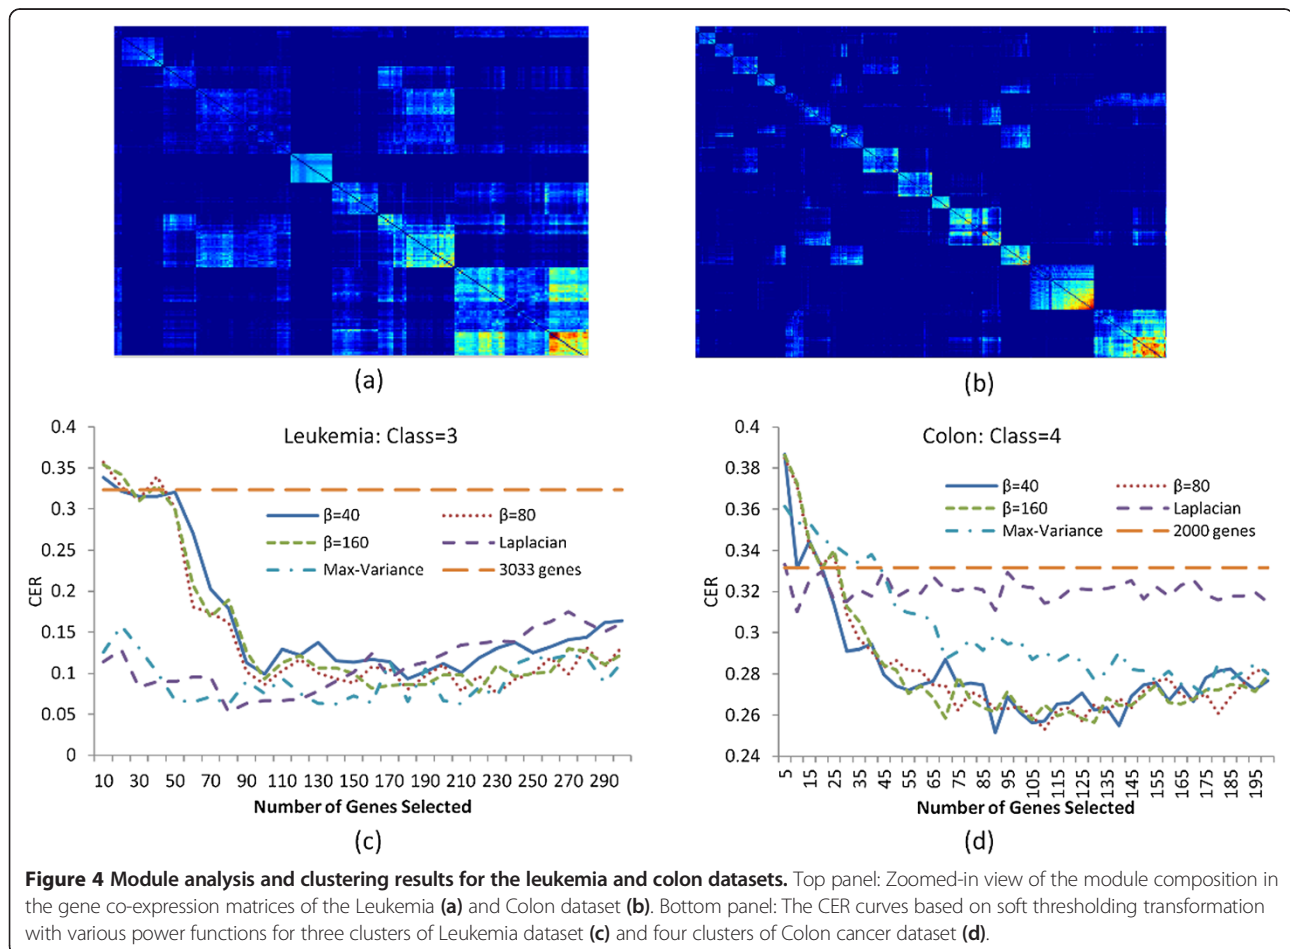 (a)
(b)
Leukemia: Class=3
CER
0.4
0.35
0.3
0.25
0.2
0.15
0.1
0.05
0
β=40
β=80
β=160
Laplacian
Max-Variance
3033 genes
10 30 50 70 90 110 130 150 170 190 210 230 250 270 290
Number of Genes Selected
(c)
Colon: Class=4
CER
0.4
0.38
0.36
0.34
0.32
0.3
0.28
0.26
0.24
β=40
β=80
β=160
Laplacian
Max-Variance
2000 genes
5 15 25 35 45 55 65 75 85 95 105 115 125 135 145 155 165 175 185 195
Number of Genes Selected
(d)
Figure 4 Module analysis and clustering results for the leukemia and colon datasets. Top panel: Zoomed-in view of the module composition in
the gene co-expression matrices of the Leukemia (a) and Colon dataset (b). Bottom panel: The CER curves based on soft thresholding transformation
with various power functions for three clusters of Leukemia dataset (c) and four clusters of Colon cancer dataset (d).